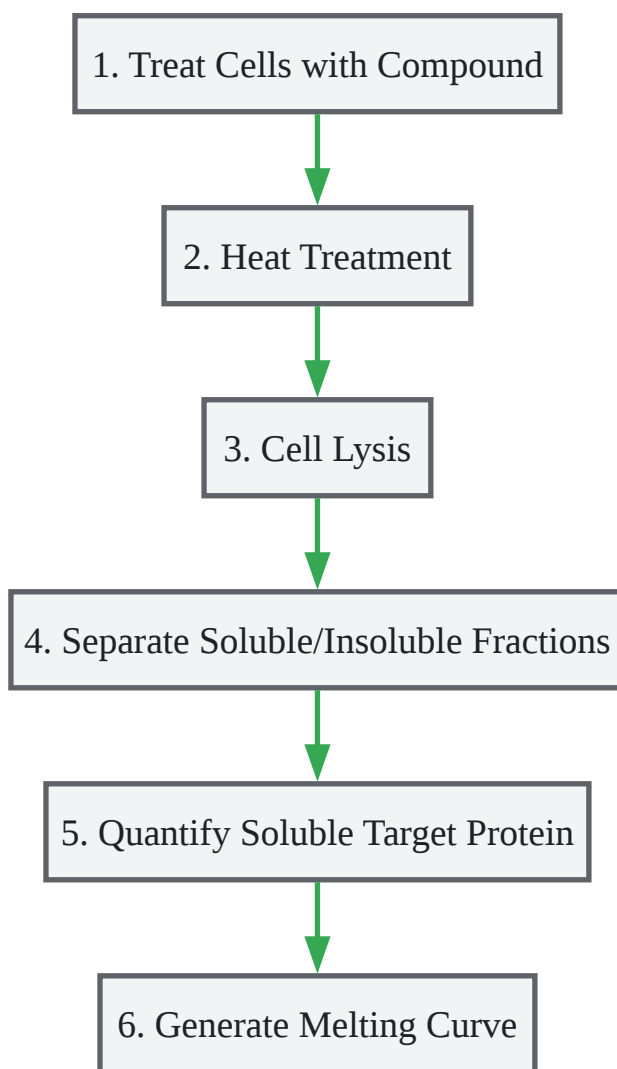 1. Treat Cells with Compound
2. Heat Treatment
3. Cell Lysis
4. Separate Soluble/Insoluble Fractions
5. Quantify Soluble Target Protein
6. Generate Melting Curve